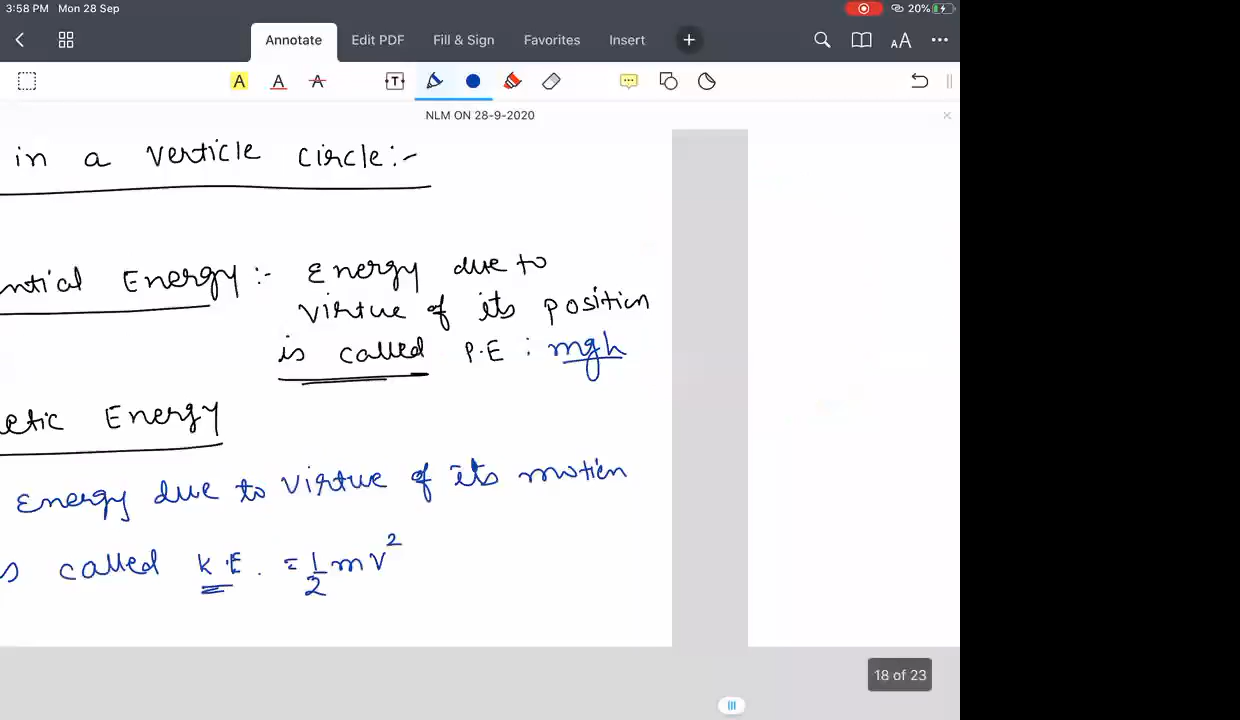 3:58 PM Mon 28 Sep
20%
Annotate Edit PDF Fill & Sign Favorites Insert
NLM ON 28-9-2020
in a verticle circle:-
ntial Energy:- Energy due to
virtue of its position
is called P.E : mgh
etic Energy
Energy due to virtue of its motion
s called K.E. = 1/2 mv²
18 of 23